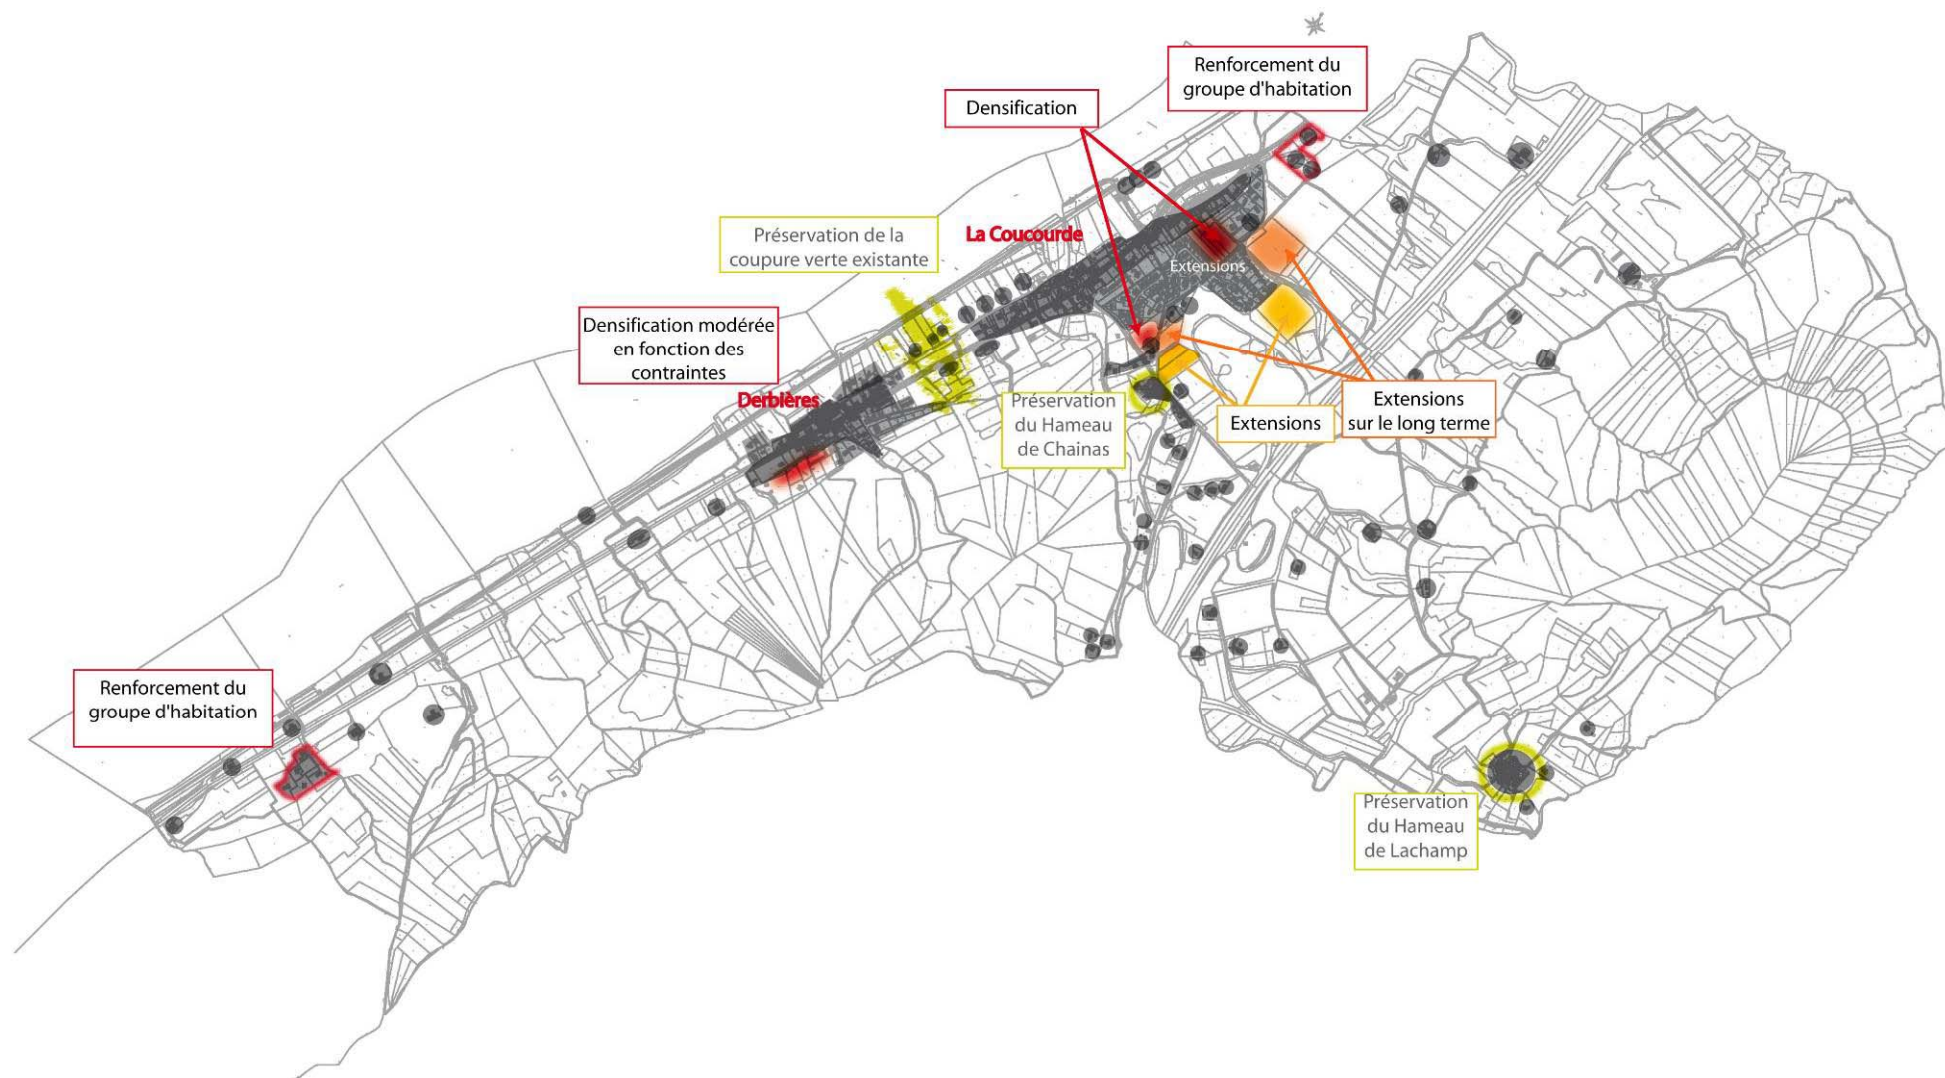 Renforcement du
groupe d'habitation
Densification
La Coucourde
Préservation de la
coupure verte existante
Extensions
Densification modérée
en fonction des
contraintes
Derbières
Préservation
du Hameau
de Chainas
Extensions
Extensions
sur le long terme
Renforcement du
groupe d'habitation
Préservation
du Hameau
de Lachamp